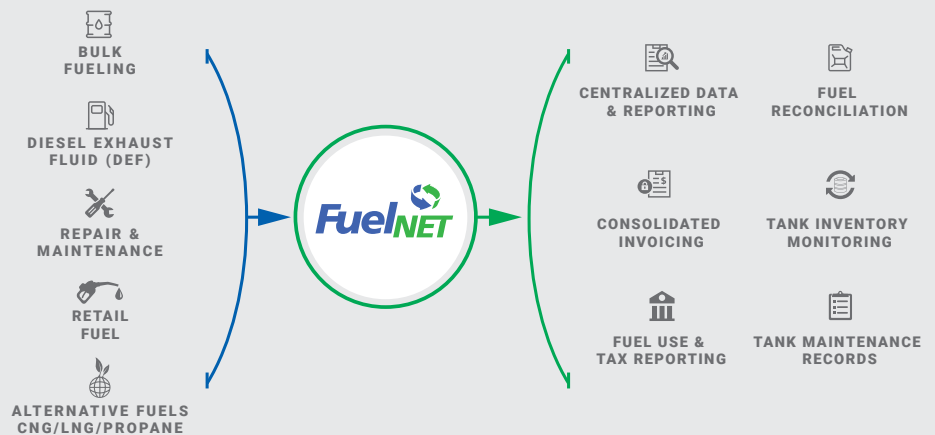 BULK
FUELING
DIESEL EXHAUST
FLUID (DEF)
REPAIR &
MAINTENANCE
RETAIL
FUEL
ALTERNATIVE FUELS
CNG/LNG/PROPANE
FuelNET
CENTRALIZED DATA
& REPORTING
FUEL
RECONCILIATION
CONSOLIDATED
INVOICING
TANK INVENTORY
MONITORING
FUEL USE &
TAX REPORTING
TANK MAINTENANCE
RECORDS